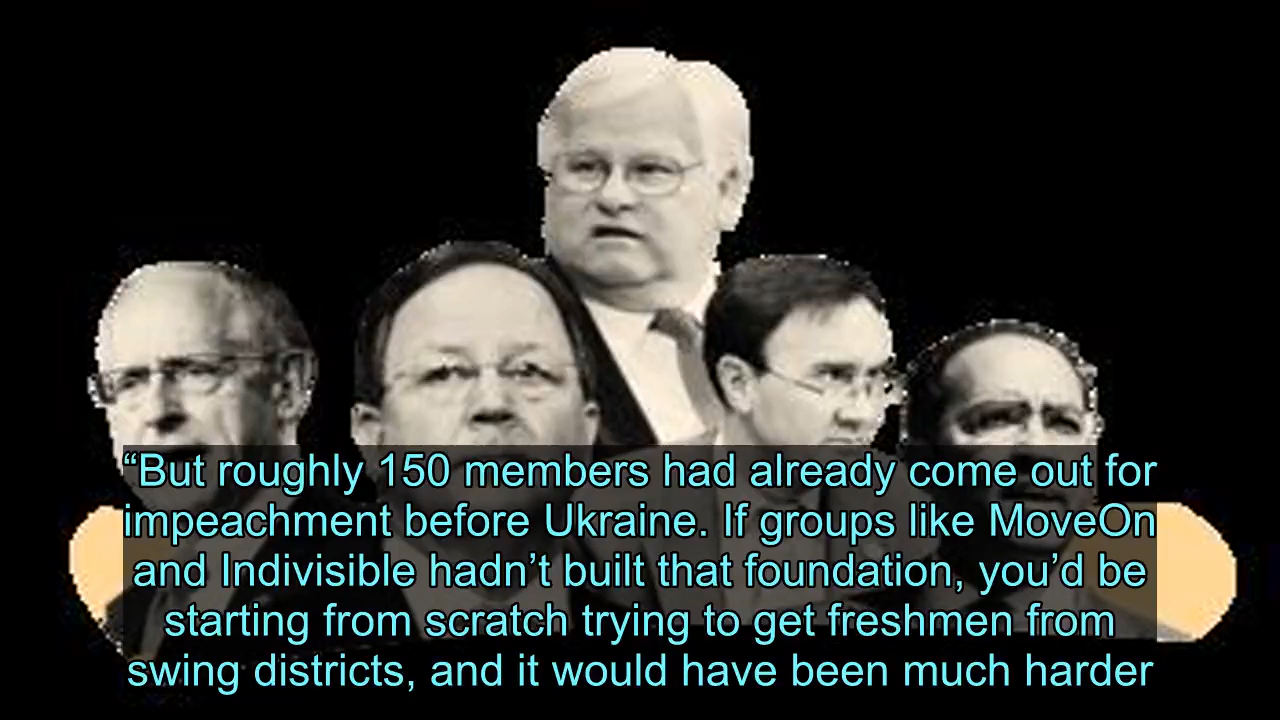 “But roughly 150 members had already come out for
impeachment before Ukraine. If groups like MoveOn
and Indivisible hadn’t built that foundation, you’d be
starting from scratch trying to get freshmen from
swing districts, and it would have been much harder